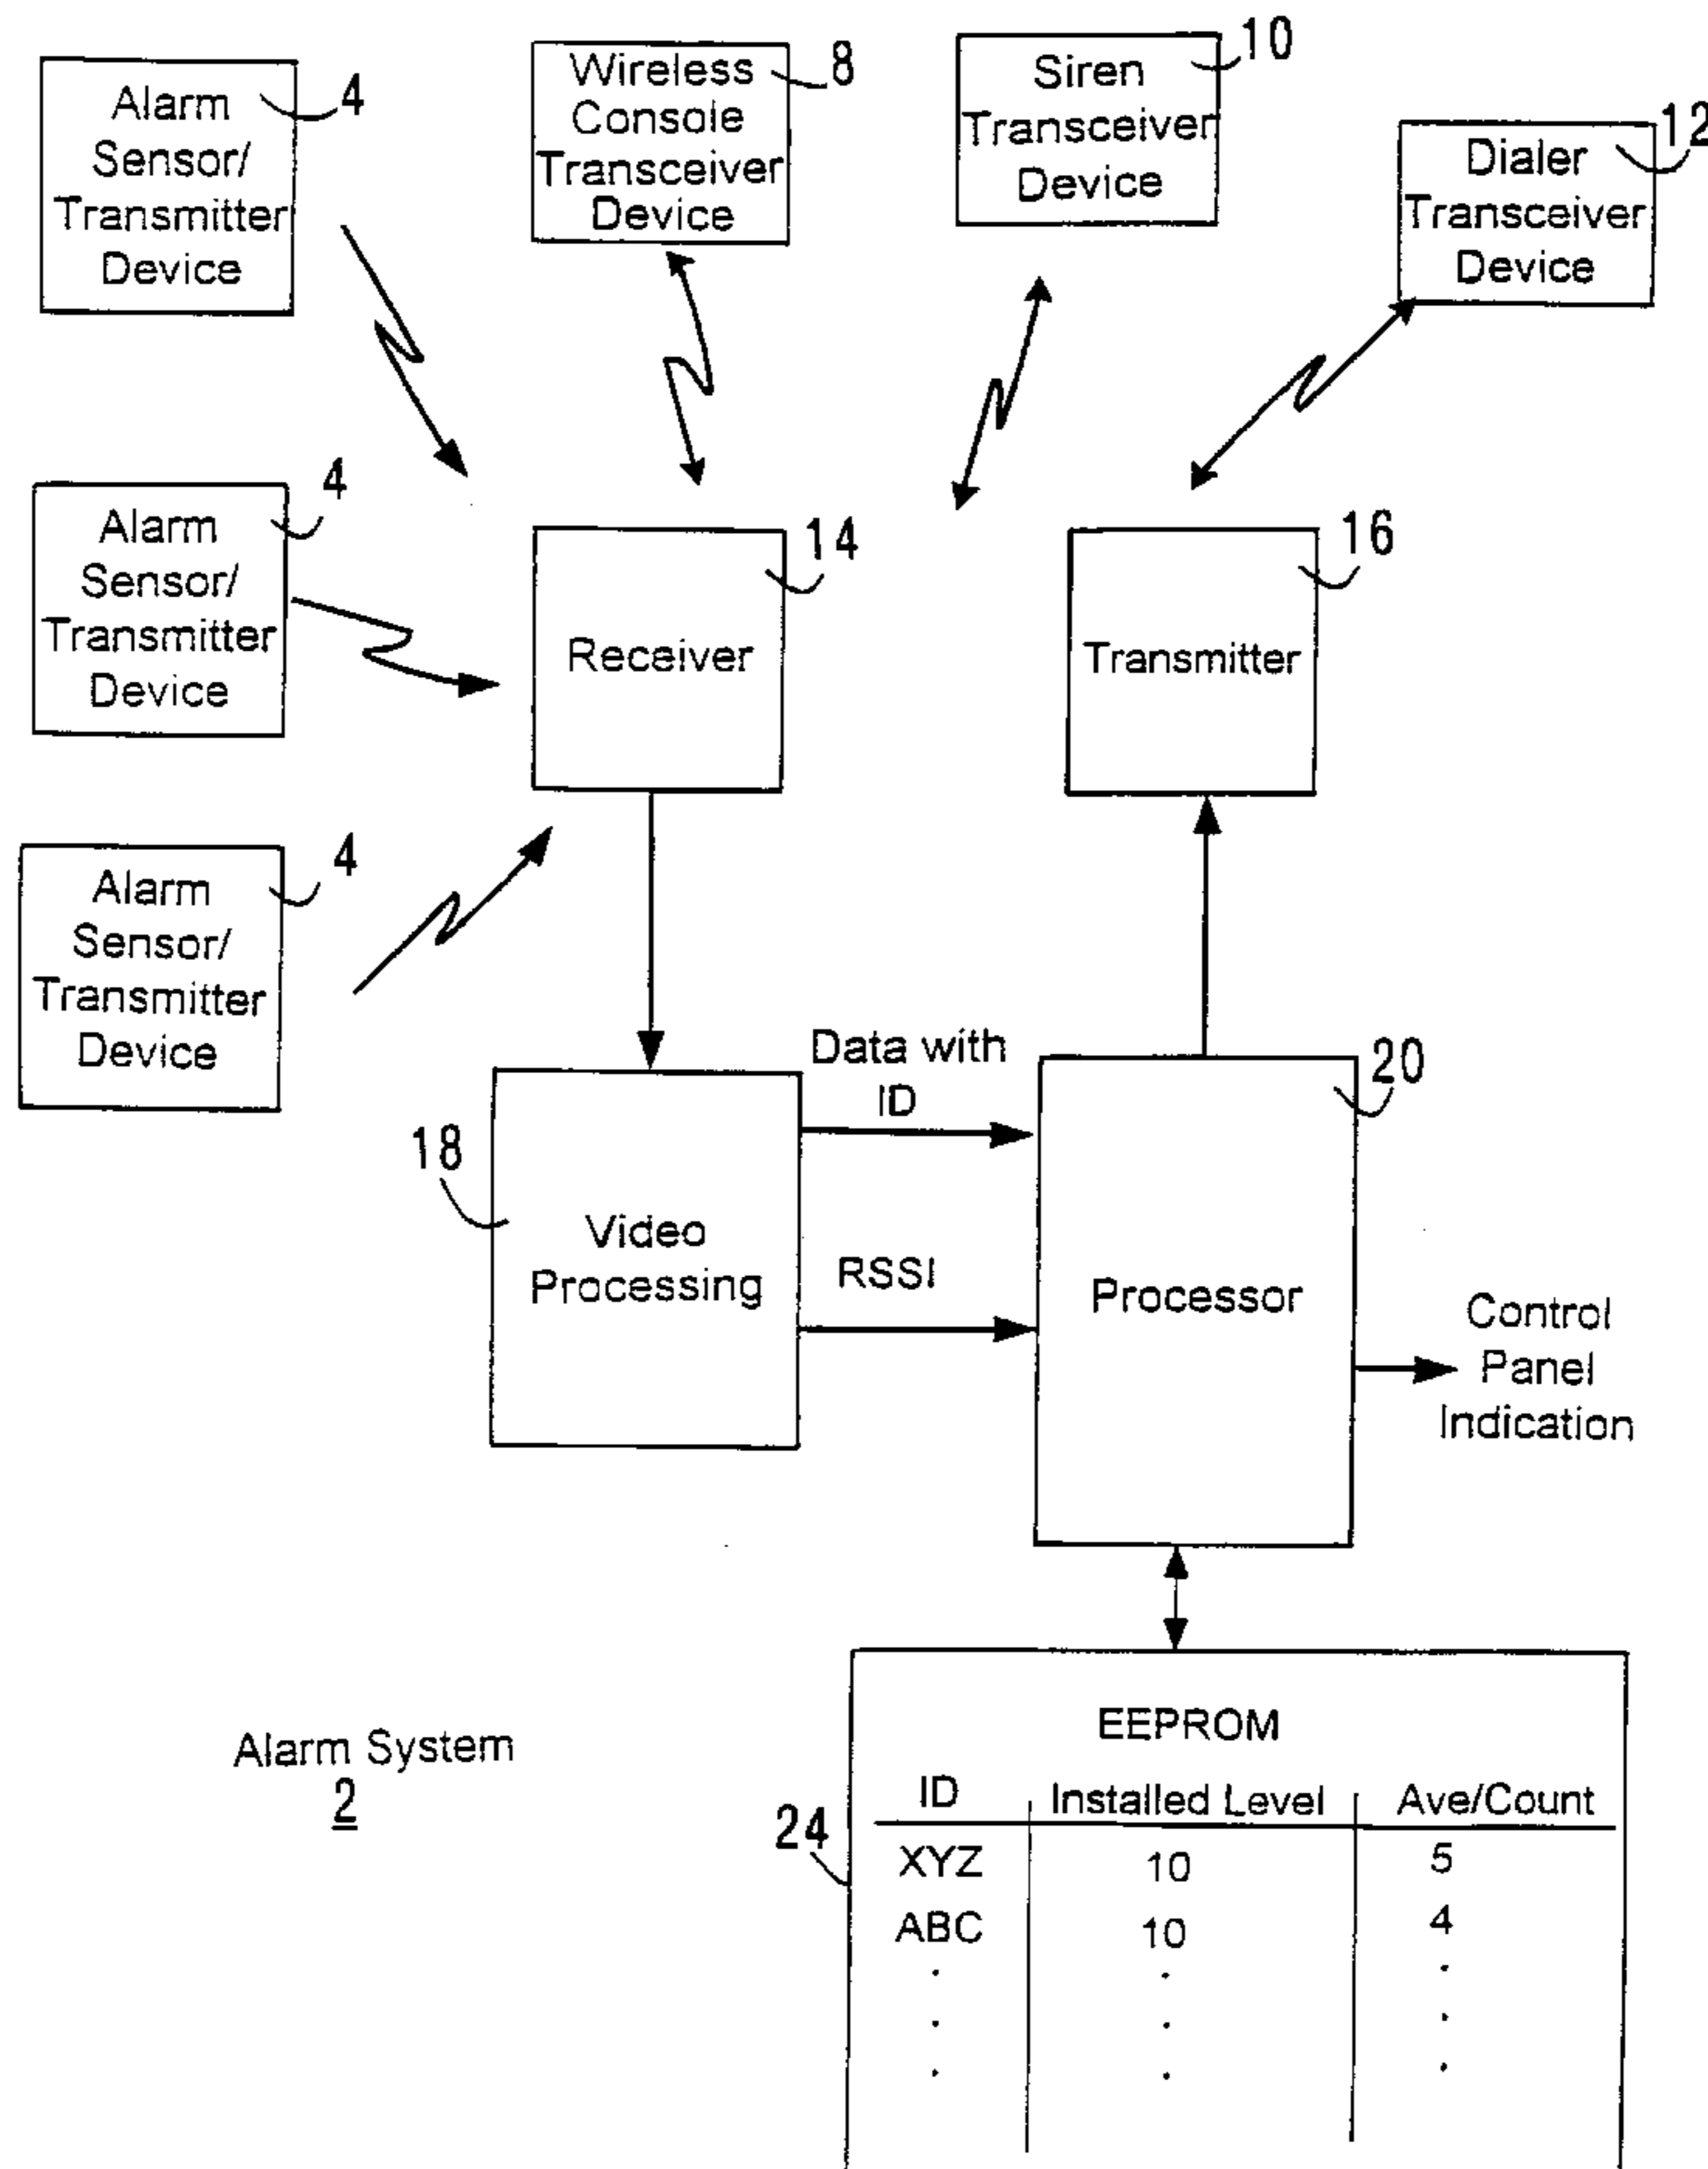 Alarm
Sensor/
Transmitter
Device
4
Wireless
Console
Transceiver
Device
8
Siren
Transceiver
Device
10
Dialer
Transceiver
Device
12
Alarm
Sensor/
Transmitter
Device
4
Receiver
14
Transmitter
16
Alarm
Sensor/
Transmitter
Device
4
Data with
ID
RSSI
18
Video
Processing
20
Processor
Control
Panel
Indication
Alarm System
2
24
EEPROM
ID Installed Level Ave/Count
XYZ 10 5
ABC 10 4
. . .
. . .
. . .